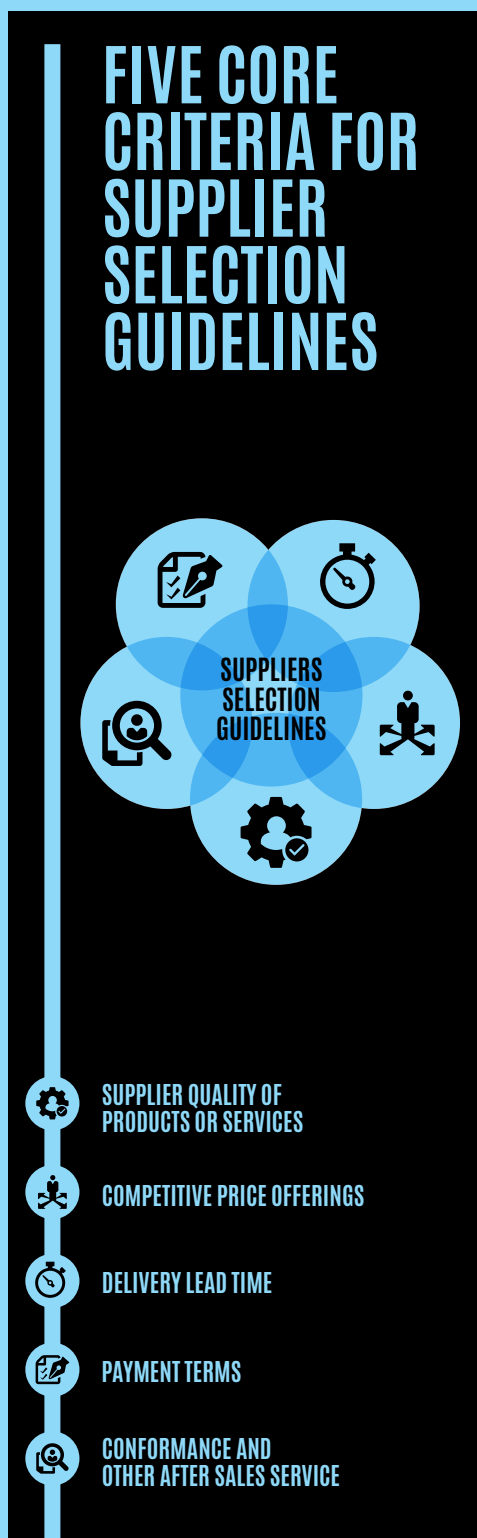 FIVE CORE
CRITERIA FOR
SUPPLIER
SELECTION
GUIDELINES
SUPPLIERS
SELECTION
GUIDELINES
SUPPLIER QUALITY OF
PRODUCTS OR SERVICES
COMPETITIVE PRICE OFFERINGS
DELIVERY LEAD TIME
PAYMENT TERMS
CONFORMANCE AND
OTHER AFTER SALES SERVICE